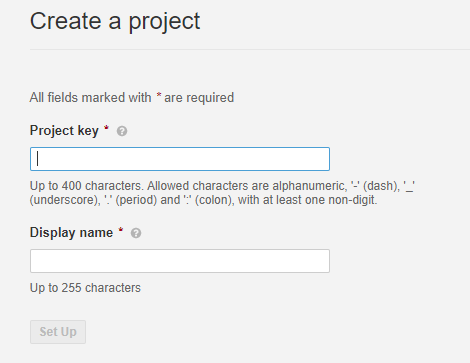 Create a project
All fields marked with * are required
Project key * ?
Up to 400 characters. Allowed characters are alphanumeric, '-' (dash), '_'
(underscore), '.' (period) and ':' (colon), with at least one non-digit.
Display name * ?
Up to 255 characters
Set Up